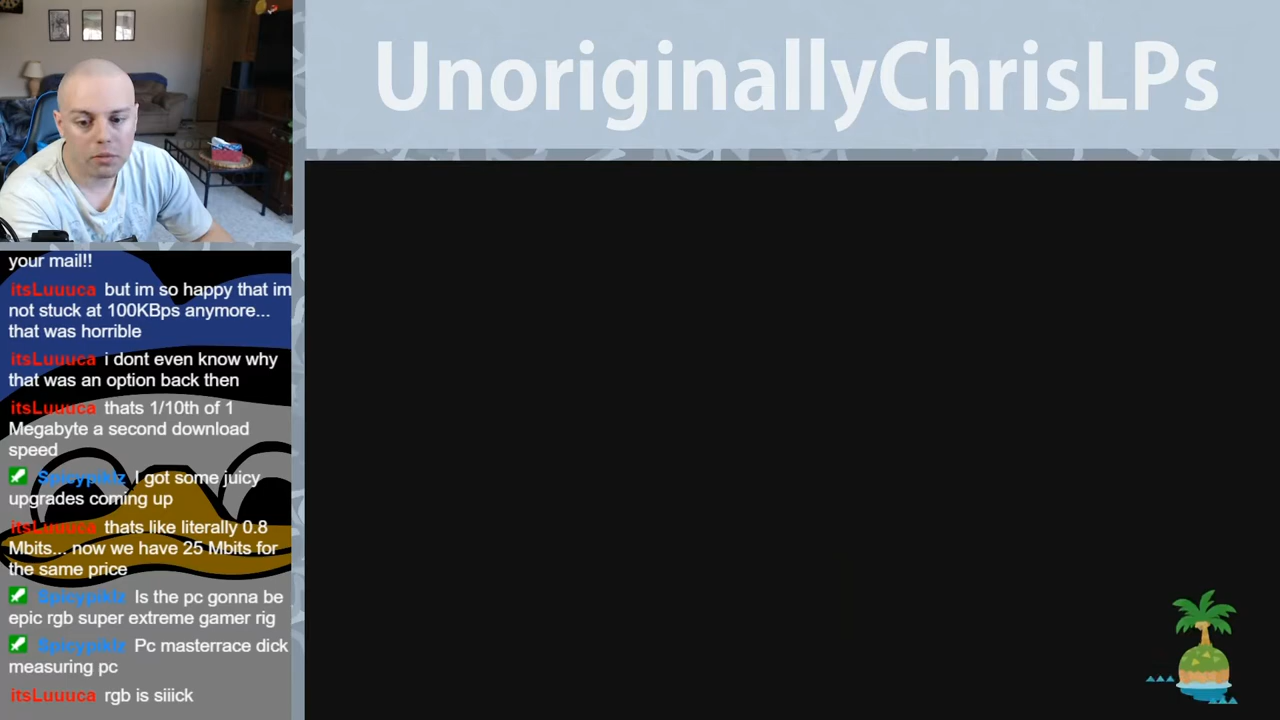 UnoriginallyChrisLPs
your mail!!
itsLuuuca but im so happy that im
not stuck at 100KBps anymore...
that was horrible
itsLuuuca i dont even know why
that was an option back then
itsLuuuca thats 1/10th of 1
Megabyte a second download
speed
Spicypiklz I got some juicy
upgrades coming up
itsLuuuca thats like literally 0.8
Mbits... now we have 25 Mbits for
the same price
Spicypiklz Is the pc gonna be
epic rgb super extreme gamer rig
Spicypiklz Pc masterrace dick
measuring pc
itsLuuuca rgb is siiick